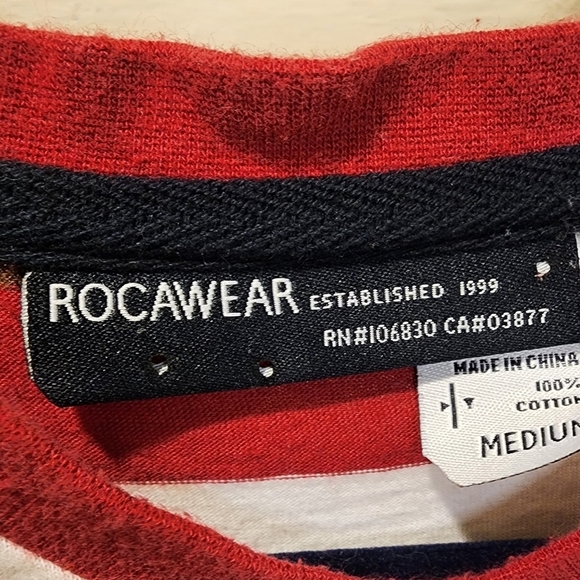 ROCAWEAR ESTABLISHED 1999
RN#106830 CA#03877
MADE IN CHINA
100%
COTTON
MEDIUM